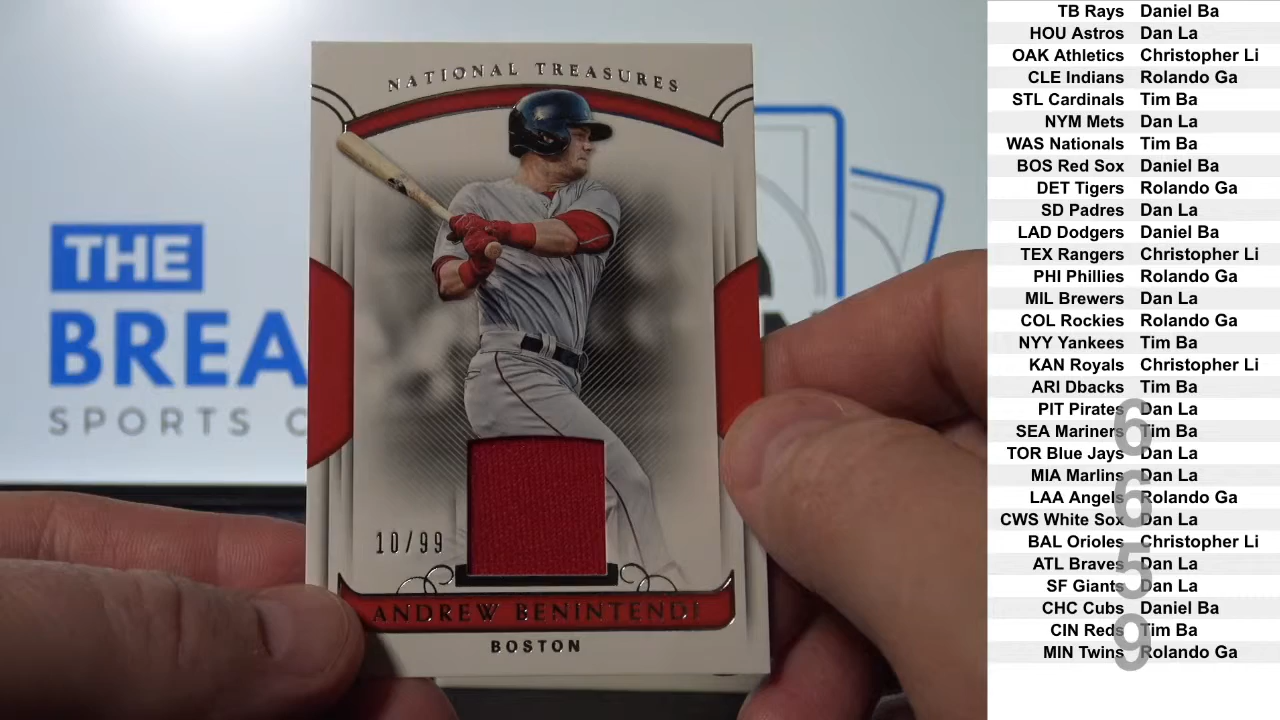 NATIONAL TREASURES
THE
BREA
SPORTS
10/99
ANDREW BENINTENDI
BOSTON
TB Rays Daniel Ba
HOU Astros Dan La
OAK Athletics Christopher Li
CLE Indians Rolando Ga
STL Cardinals Tim Ba
NYM Mets Dan La
WAS Nationals Tim Ba
BOS Red Sox Daniel Ba
DET Tigers Rolando Ga
SD Padres Dan La
LAD Dodgers Daniel Ba
TEX Rangers Christopher Li
PHI Phillies Rolando Ga
MIL Brewers Dan La
COL Rockies Rolando Ga
NYY Yankees Tim Ba
KAN Royals Christopher Li
ARI Dbacks Tim Ba
PIT Pirates Dan La
SEA Mariners Tim Ba
TOR Blue Jays Dan La
MIA Marlins Dan La
LAA Angels Rolando Ga
CWS White Sox Dan La
BAL Orioles Christopher Li
ATL Braves Dan La
SF Giants Dan La
CHC Cubs Daniel Ba
CIN Reds Tim Ba
MIN Twins Rolando Ga
6
6
5
9